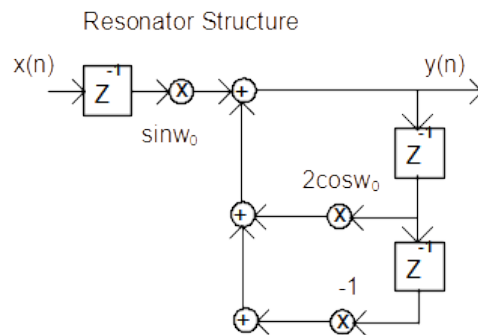 Resonator Structure
x(n)
y(n)
Z⁻¹
X
+
sinw₀
Z⁻¹
2cosw₀
+
X
Z⁻¹
-1
+
X